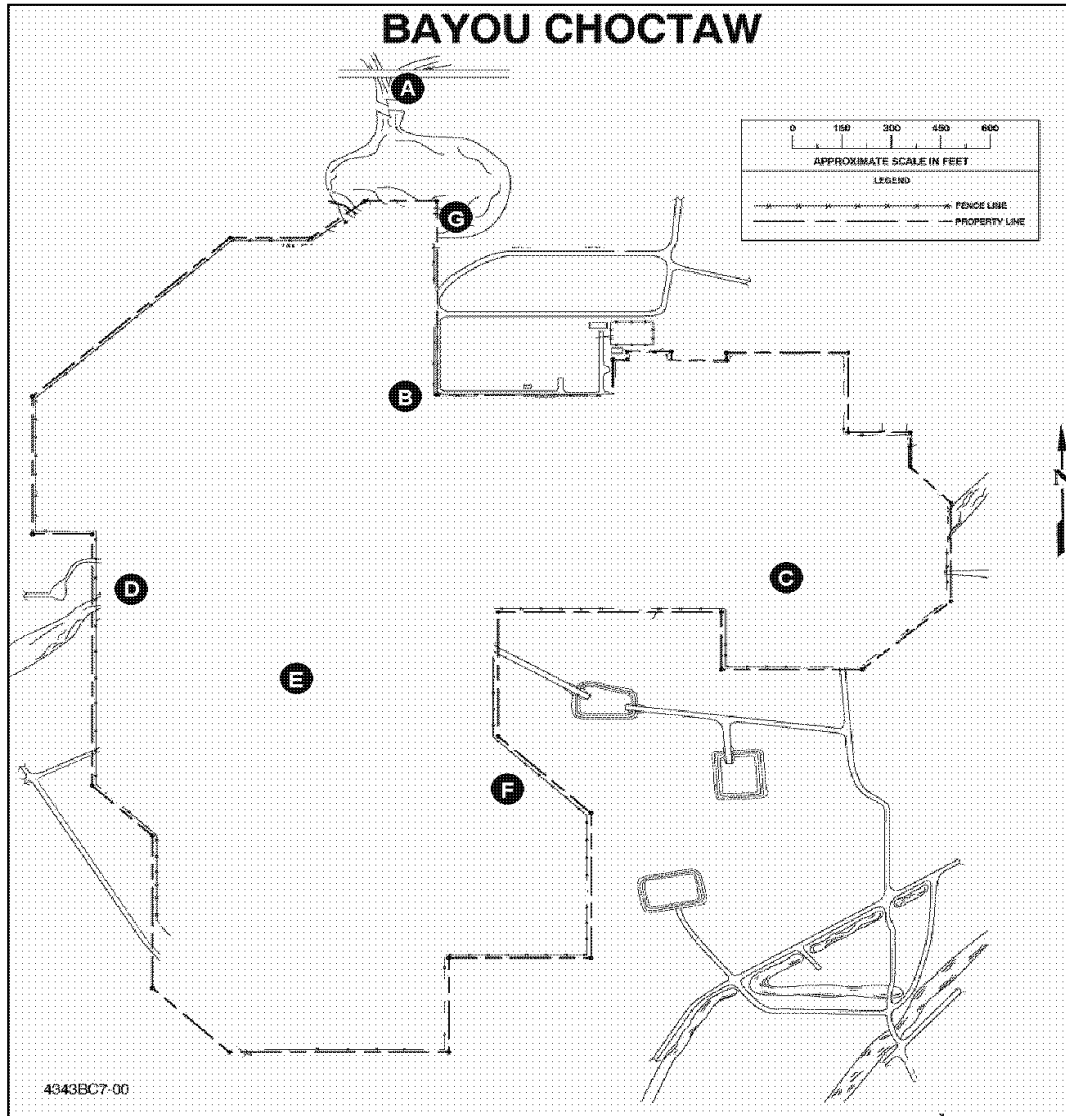 BAYOU CHOCTAW
A
0 150 300 450 600
APPROXIMATE SCALE IN FEET
LEGEND
FENCE LINE
PROPERTY LINE
G
B
N
C
D
E
F
4343BC7-00